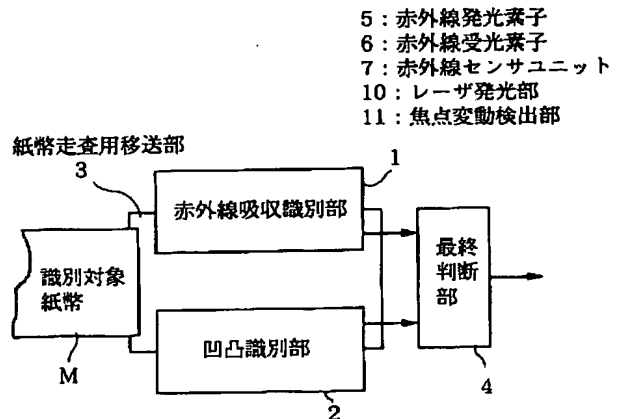 5：赤外線発光素子
6：赤外線受光素子
7：赤外線センサユニット
10：レーザ発光部
11：焦点変動検出部
紙幣走査用移送部
3
1
赤外線吸収識別部
識別対象
紙幣
最終
判断
部
凹凸識別部
M
2
4